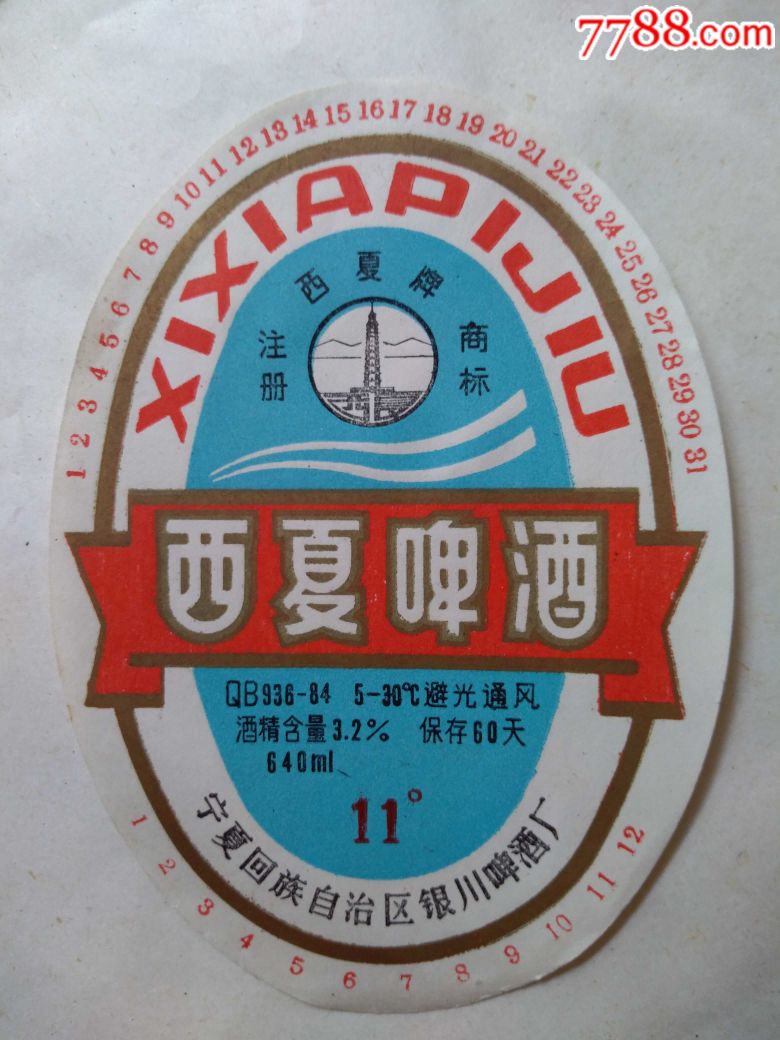 7788.com
1 2 3 4 5 6 7 8 9 10 11 12 13 14 15 16 17 18 19 20 21 22 23 24 25 26 27 28 29 30 31
XIXIAPIJIU
西夏牌
注册 商标
西夏啤酒
QB936-84 5-30℃避光通风
酒精含量3.2% 保存60天
640ml
11°
宁夏回族自治区银川啤酒厂
1 2 3 4 5 6 7 8 9 10 11 12